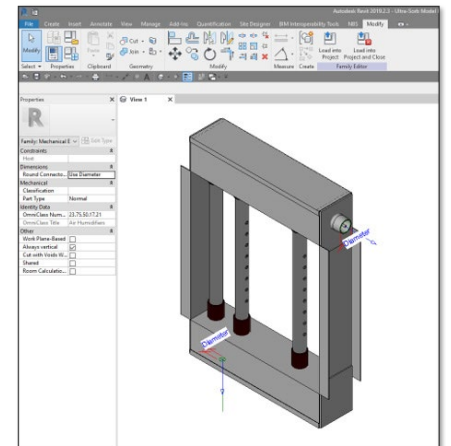 Autodesk Revit 2019.2.3 - Ultra-Sorb Model
File Create Insert Annotate View Manage Add-Ins Quantification Site Designer BIM Interoperability Tools NBS Modify
Modify
Paste
Cut
Join
Load into Project
Load into Project and Close
Select Properties Clipboard Geometry Modify Measure Create Family Editor
Properties
View 1
Family: Mechanical E
Edit Type
Constraints
Host
Dimensions
Round Connecto... Use Diameter
Mechanical
Classification
Part Type Normal
Identity Data
OmniClass Num... 23.75.50.17.21
OmniClass Title Air Humidifiers
Other
Work Plane-Based
Always vertical
Cut with Voids W...
Shared
Room Calculatio...
Diameter
Diameter